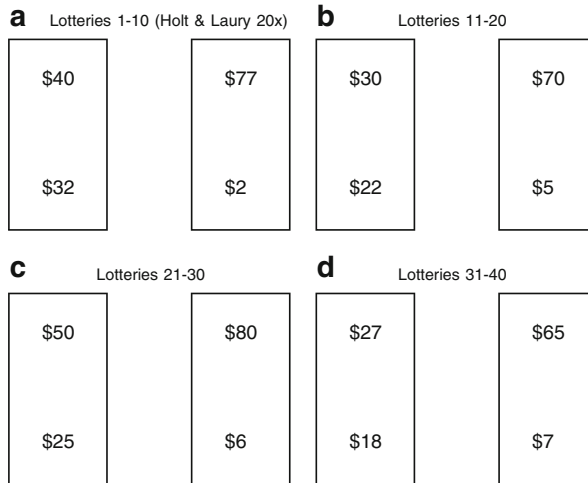 a Lotteries 1-10 (Holt & Laury 20x)
$40 $77
$32 $2
b Lotteries 11-20
$30 $70
$22 $5
c Lotteries 21-30
$50 $80
$25 $6
d Lotteries 31-40
$27 $65
$18 $7